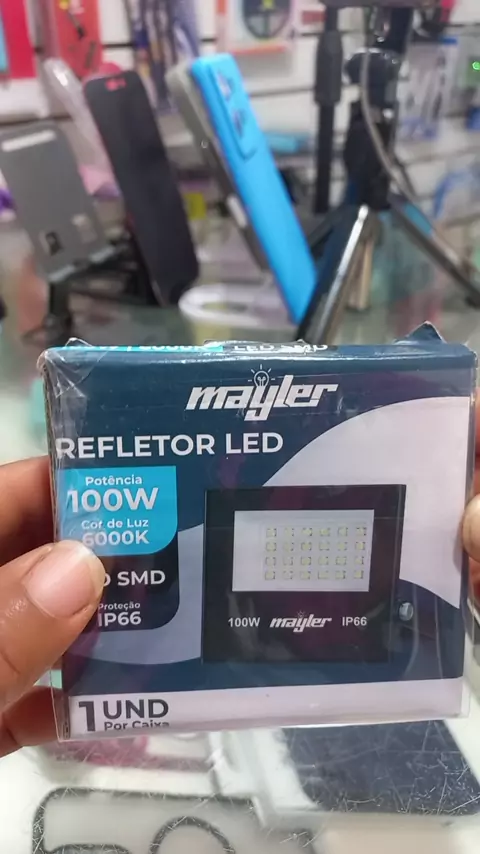 mayler
REFLETOR LED
Potência
100W
Cor de Luz
6000K
SMD
Proteção
IP66
100W mayler IP66
1 UND
Por Caixa